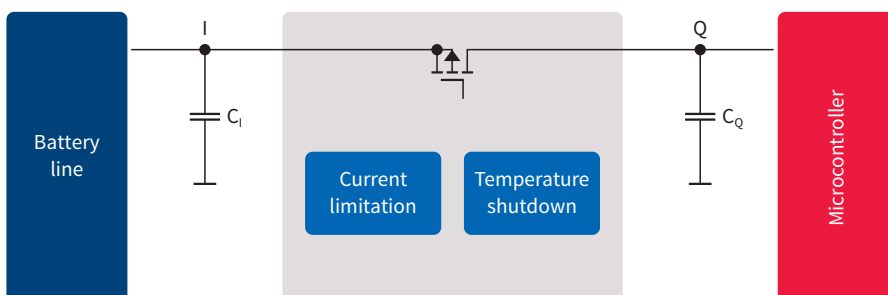 I
Q
Battery
line
C_I
Current
limitation
Temperature
shutdown
C_Q
Microcontroller